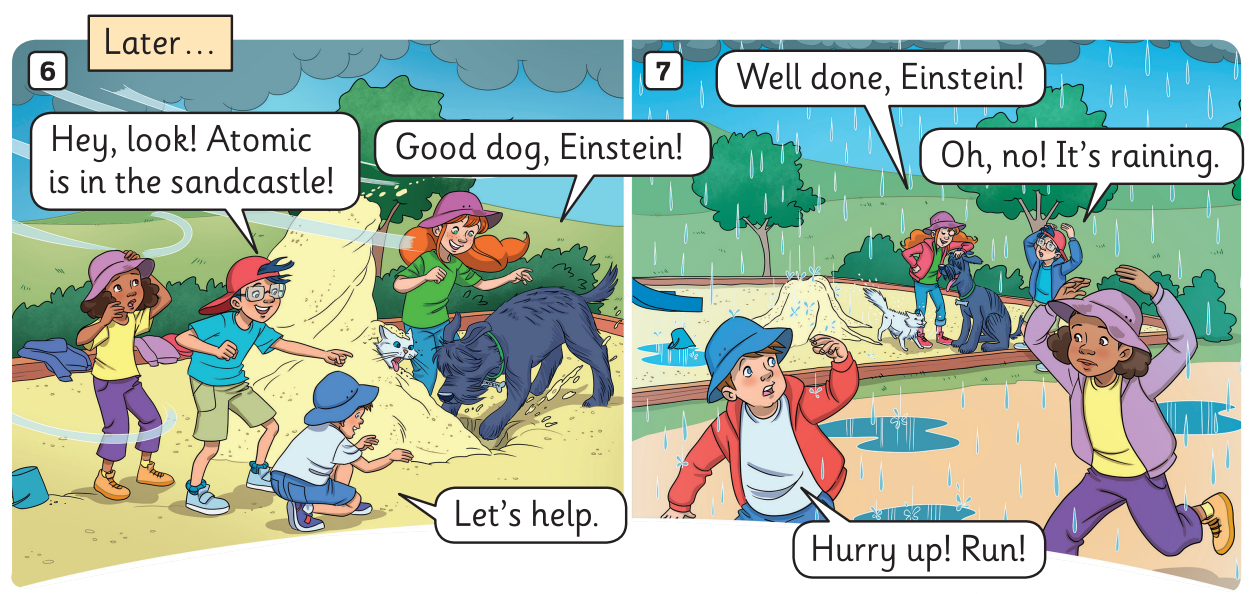 Later…
6
Hey, look! Atomic
is in the sandcastle!
Good dog, Einstein!
Let's help.
7
Well done, Einstein!
Oh, no! It's raining.
Hurry up! Run!